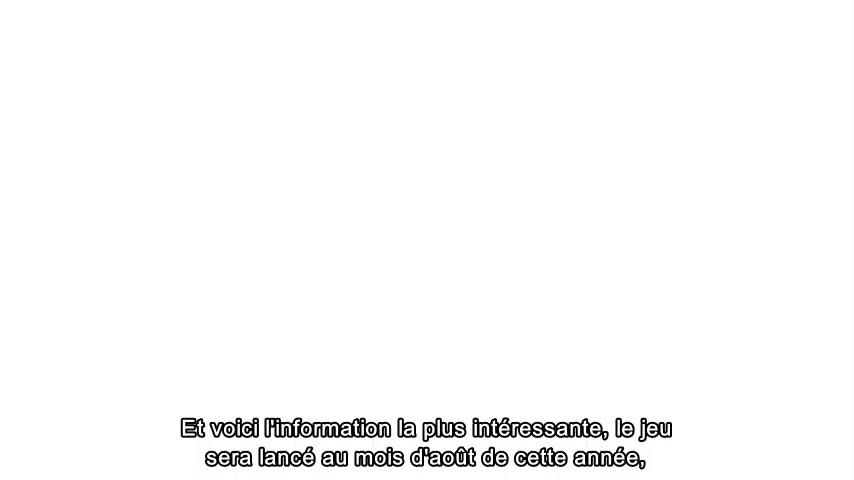 Et voici l'information la plus intéressante, le jeu
sera lancé au mois d'août de cette année,